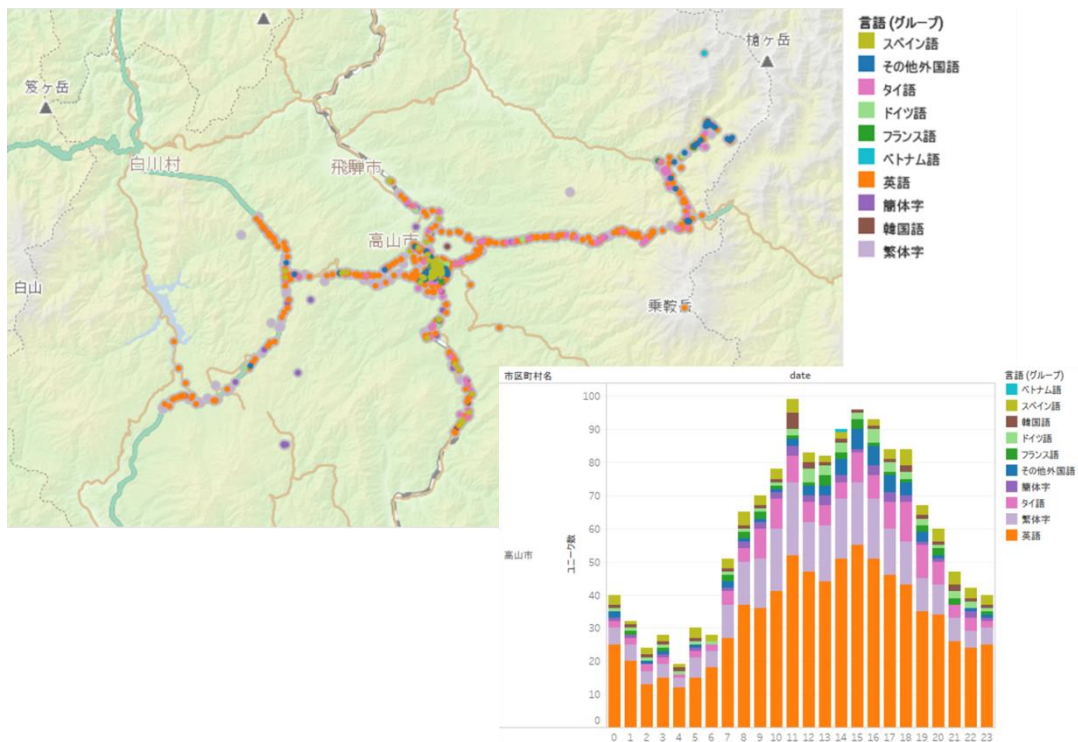 言語 (グループ)
スペイン語
その他外国語
タイ語
ドイツ語
フランス語
ベトナム語
英語
簡体字
韓国語
繁体字
槍ヶ岳
笈ヶ岳
白川村
飛騨市
高山市
白山
乗鞍岳
市区町村名
date
高山市
ユニーク数
100
90
80
70
60
50
40
30
20
10
0
0 1 2 3 4 5 6 7 8 9 10 11 12 13 14 15 16 17 18 19 20 21 22 23
言語 (グループ)
ベトナム語
スペイン語
韓国語
ドイツ語
フランス語
その他外国語
簡体字
タイ語
繁体字
英語